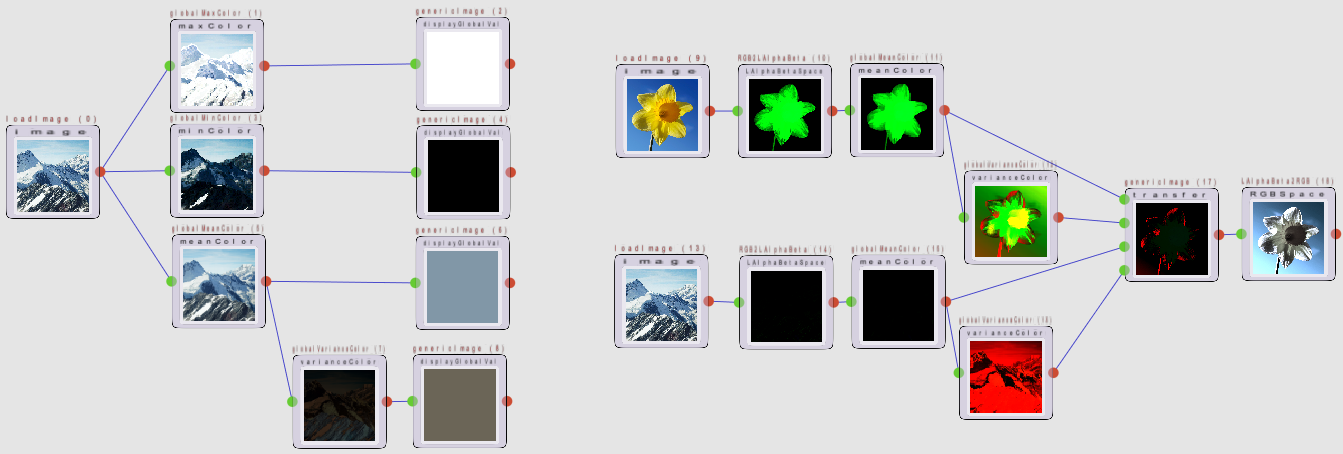 globalMaxColor (1)
maxColor
genericImage (2)
displayGlobalVal
loadImage (0)
image
globalMinColor (3)
minColor
genericImage (4)
displayGlobalVal
globalMeanColor (5)
meanColor
genericImage (6)
displayGlobalVal
globalVarianceColor (7)
varianceColor
genericImage (8)
displayGlobalVal
loadImage (9)
image
RGB2LAlphaBeta (10)
LAlphaBetaSpace
globalMeanColor (11)
meanColor
globalVarianceColor (12)
varianceColor
loadImage (13)
image
RGB2LAlphaBeta (14)
LAlphaBetaSpace
globalMeanColor (15)
meanColor
globalVarianceColor (16)
varianceColor
genericImage (17)
transfer
LAlphaBeta2RGB (18)
RGBSpace